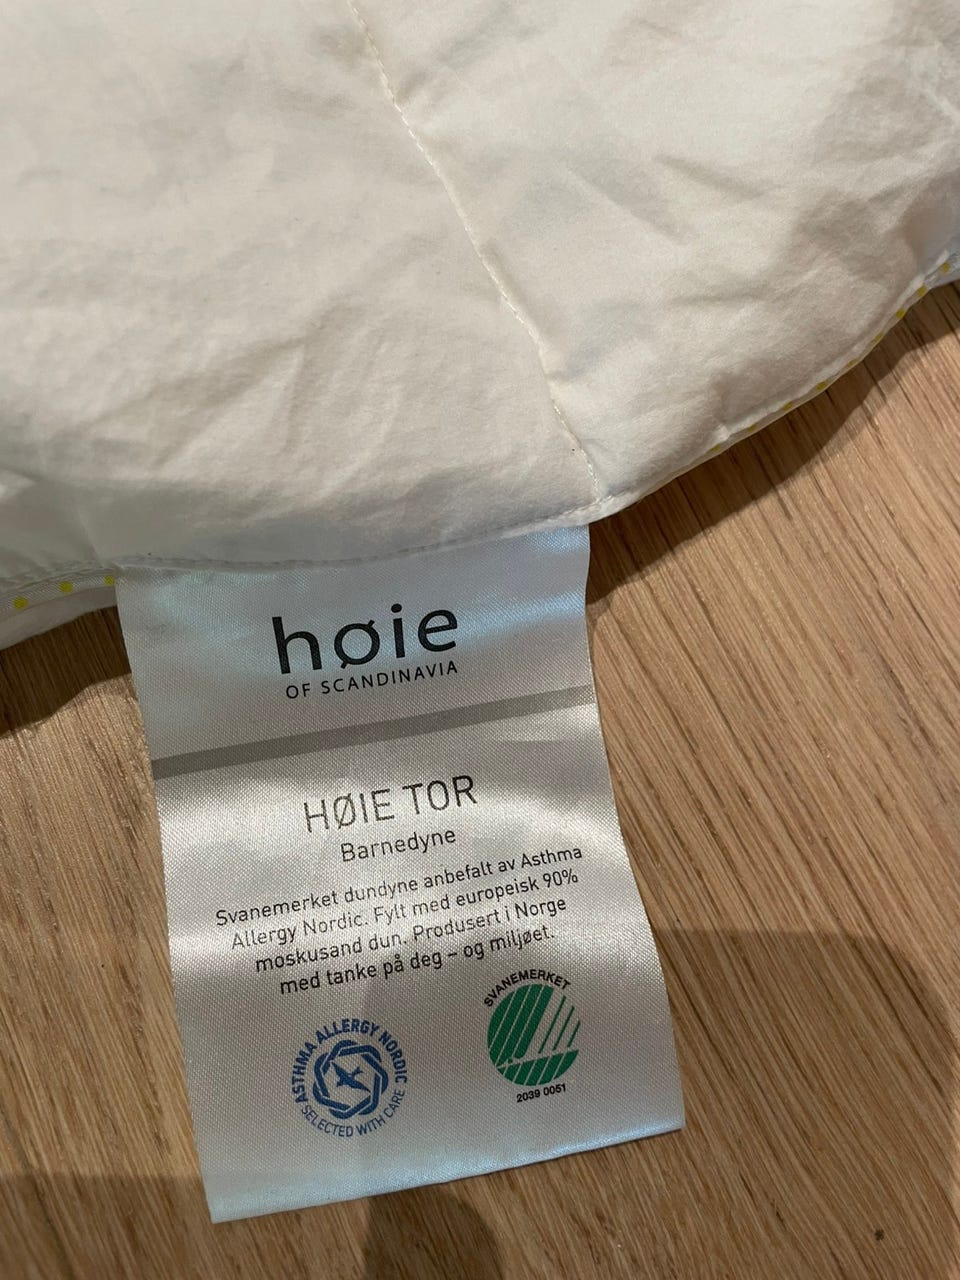 høie
OF SCANDINAVIA
HØIE TOR
Barnedyne
Svanemerket dundyne anbefalt av Asthma
Allergy Nordic. Fylt med europeisk 90%
moskusand dun. Produsert i Norge
med tanke på deg – og miljøet.
ASTHMA ALLERGY NORDIC
SELECTED WITH CARE
SVANEMERKET
2039 0051